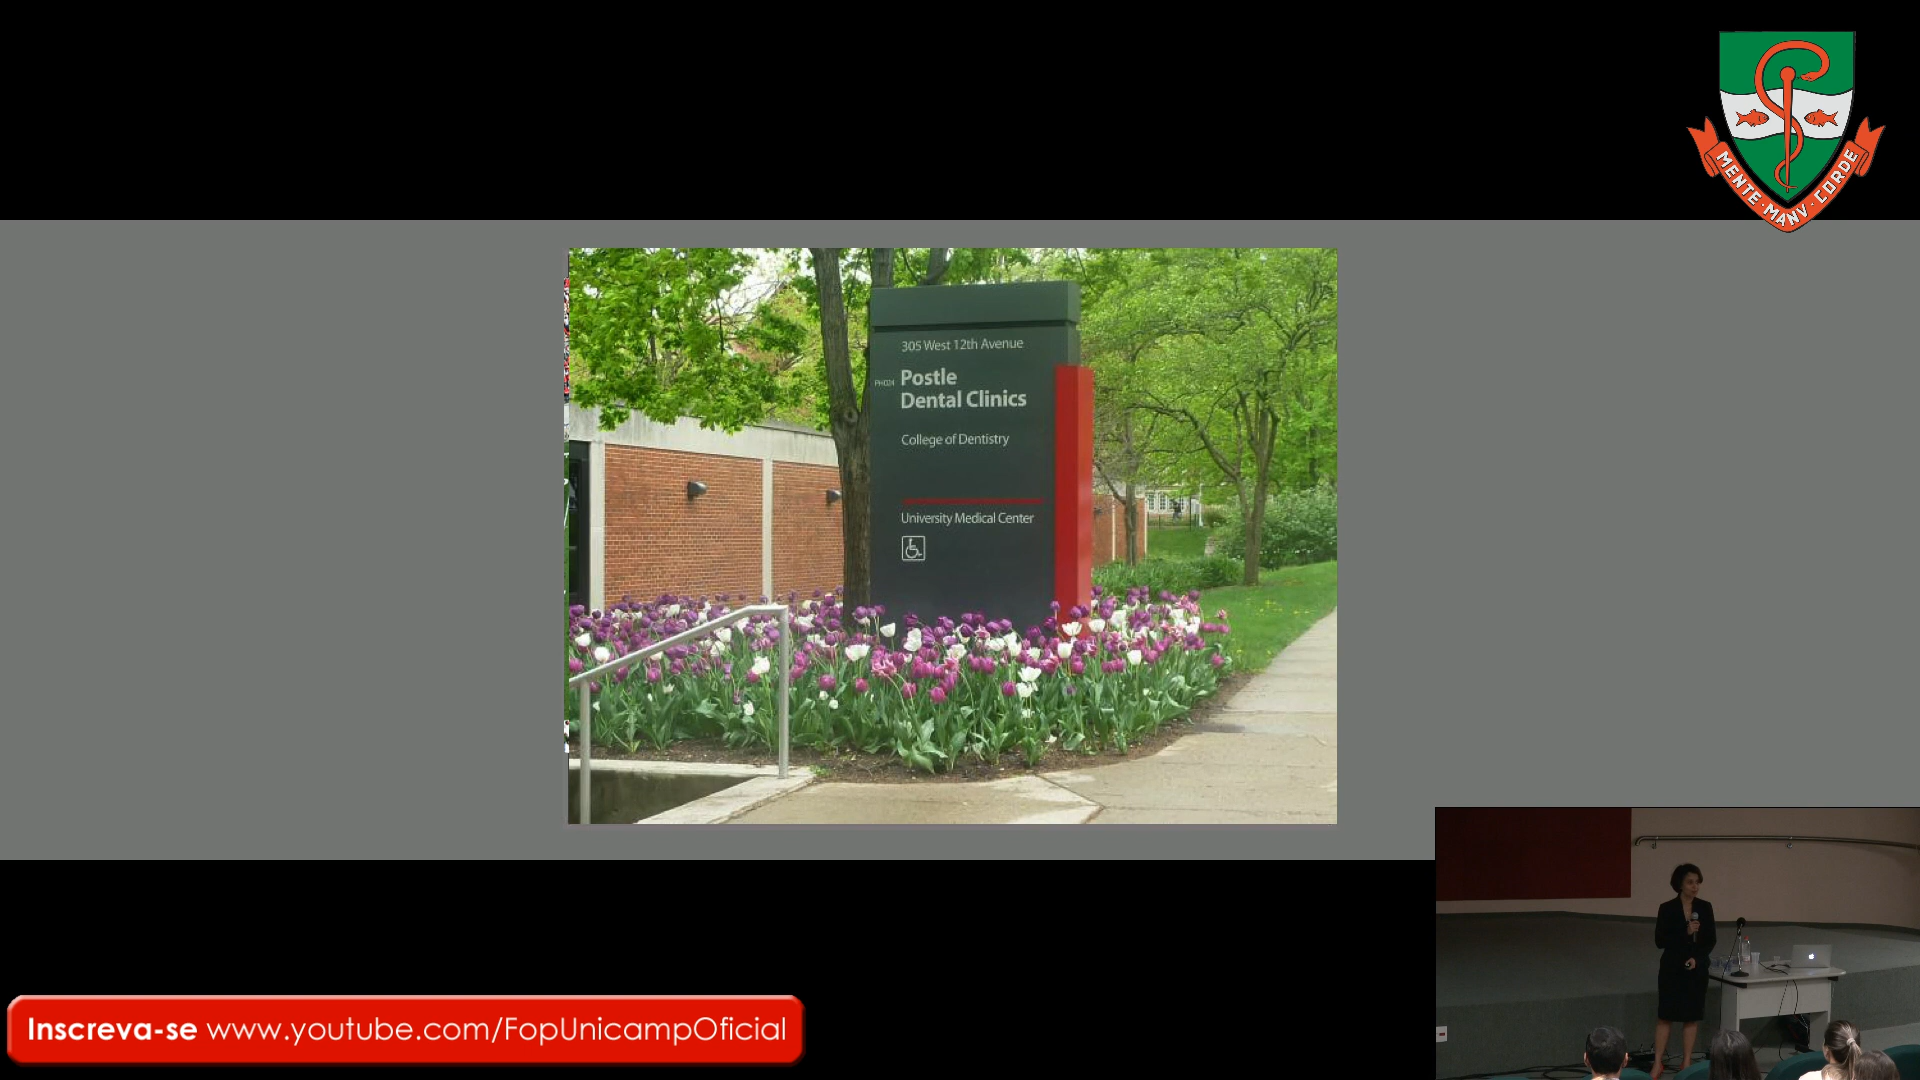 MENTE · MANV · CORDE
305 West 12th Avenue
PH024
Postle
Dental Clinics
College of Dentistry
University Medical Center
Inscreva-se www.youtube.com/FopUnicampOficial